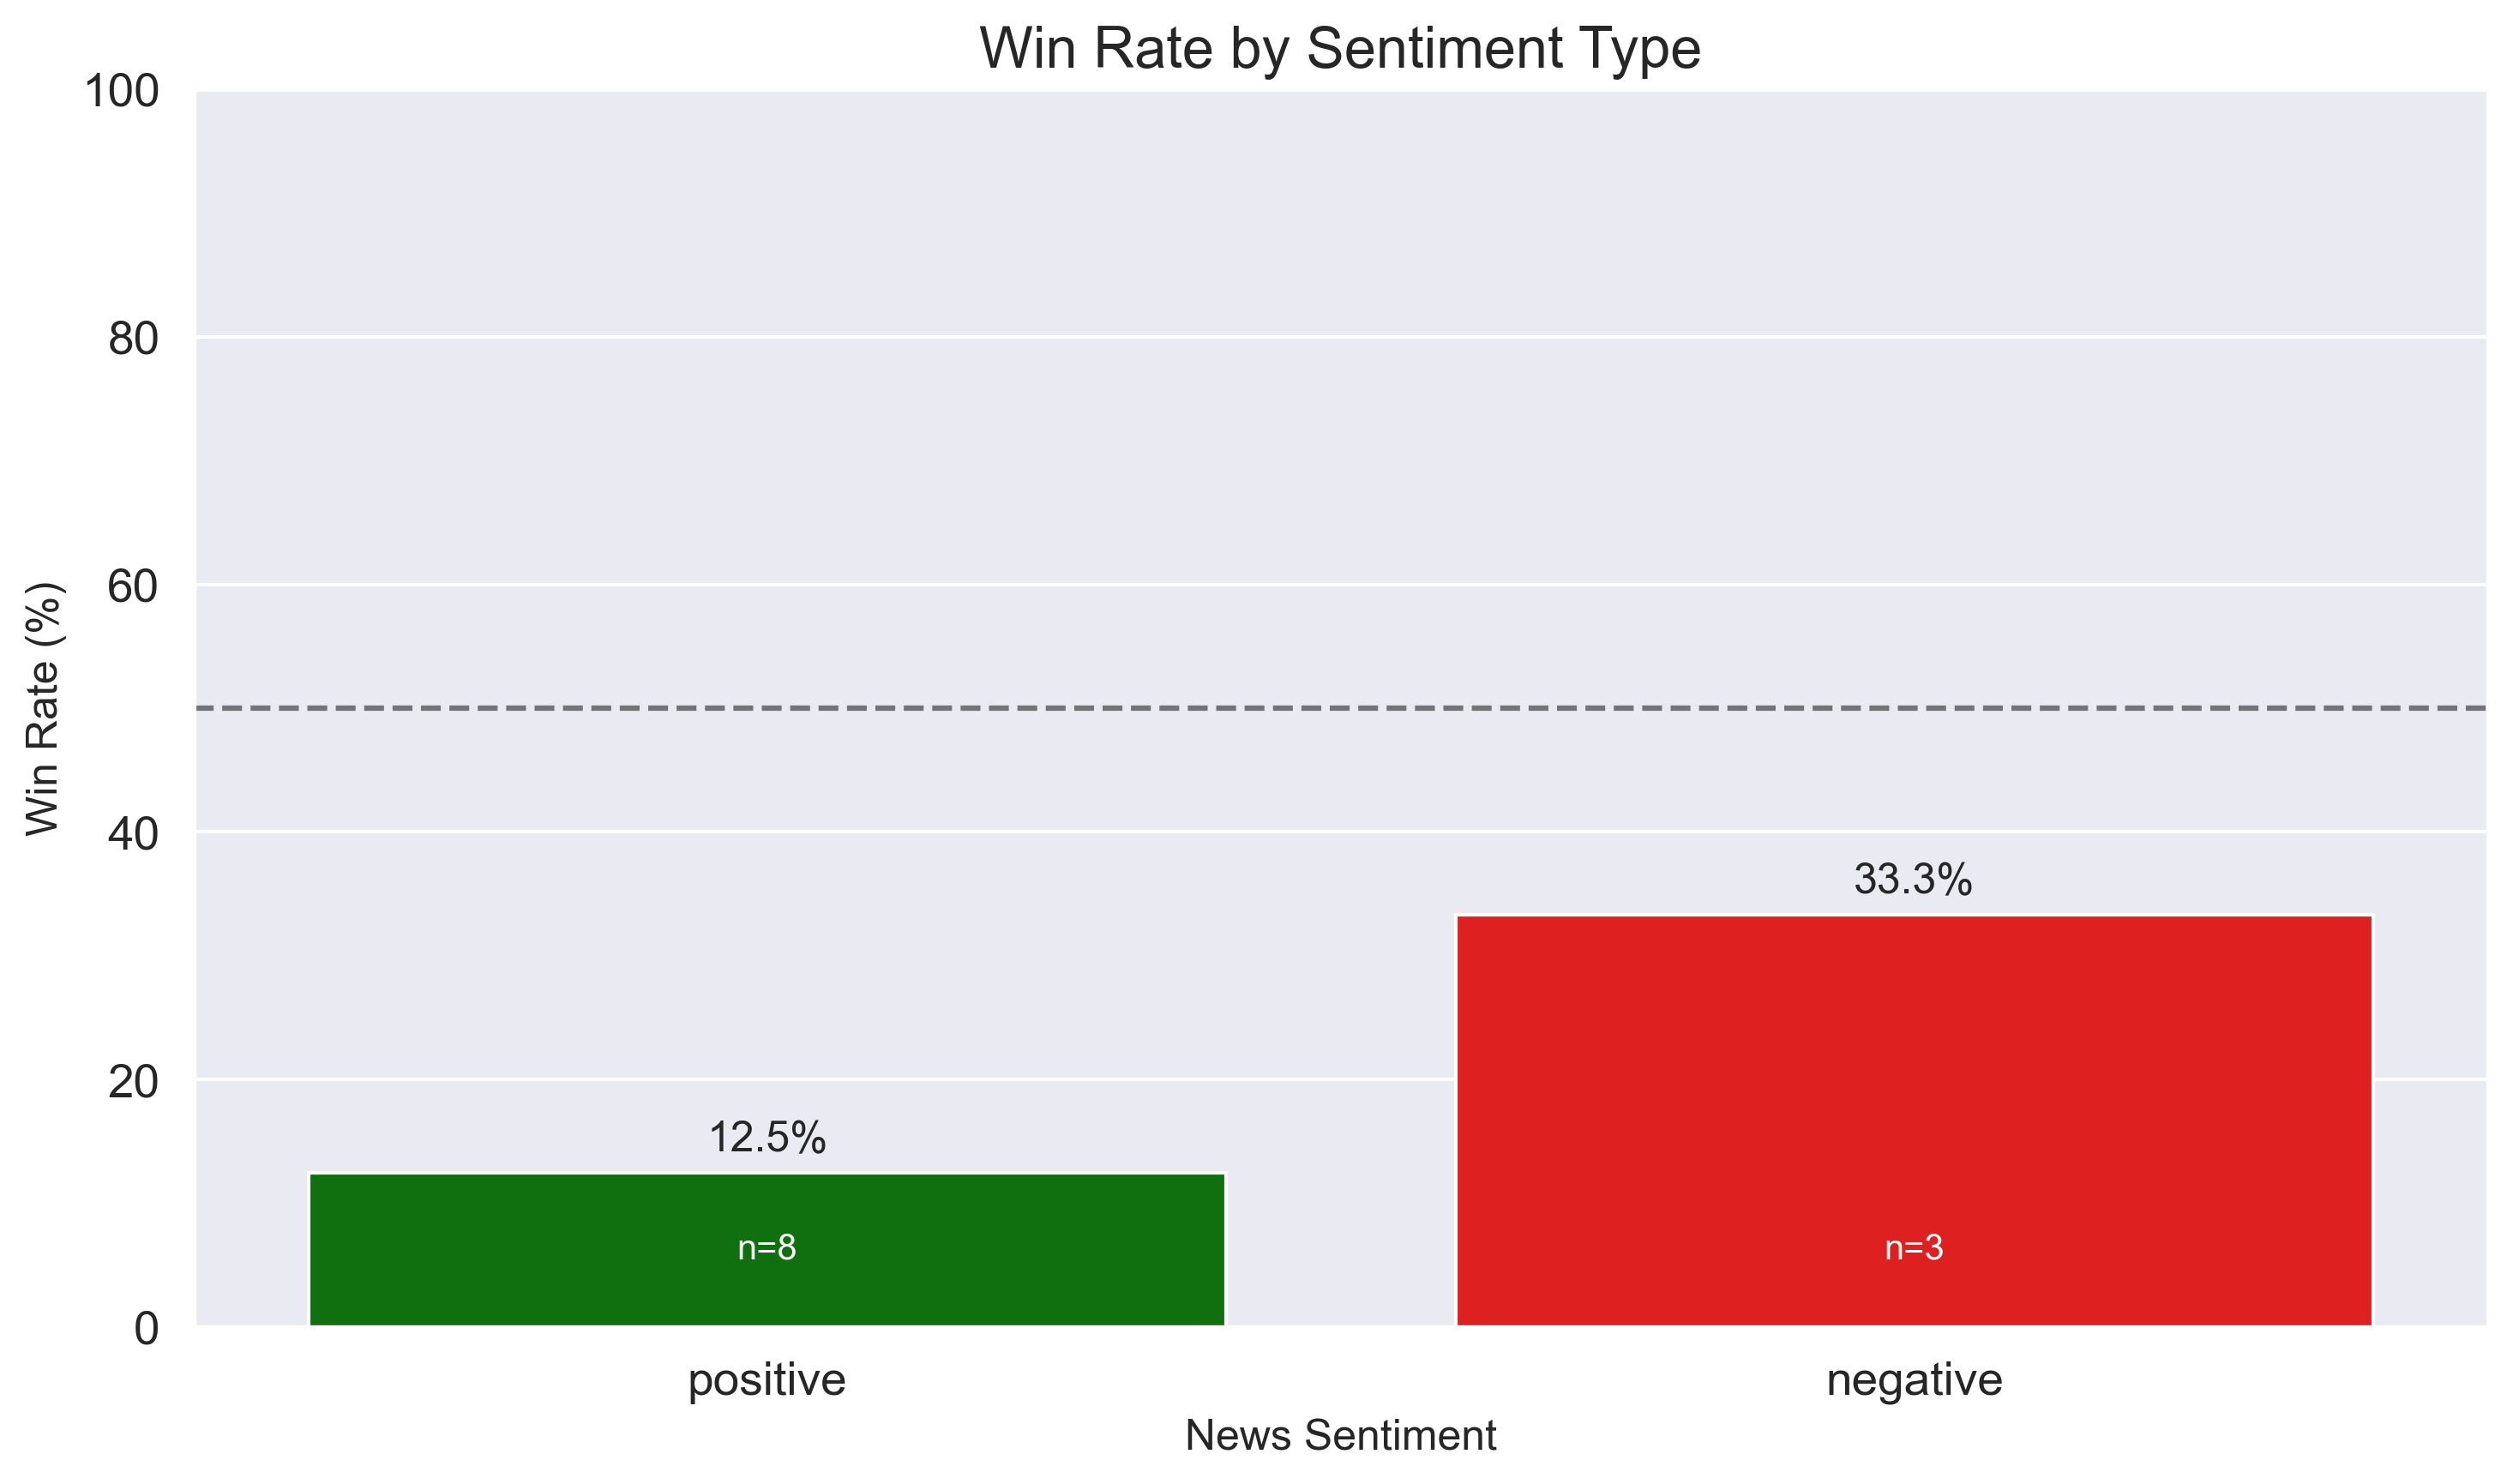 Win Rate by Sentiment Type
100
80
60
40
20
0
Win Rate (%)
12.5%
n=8
33.3%
n=3
positive
negative
News Sentiment